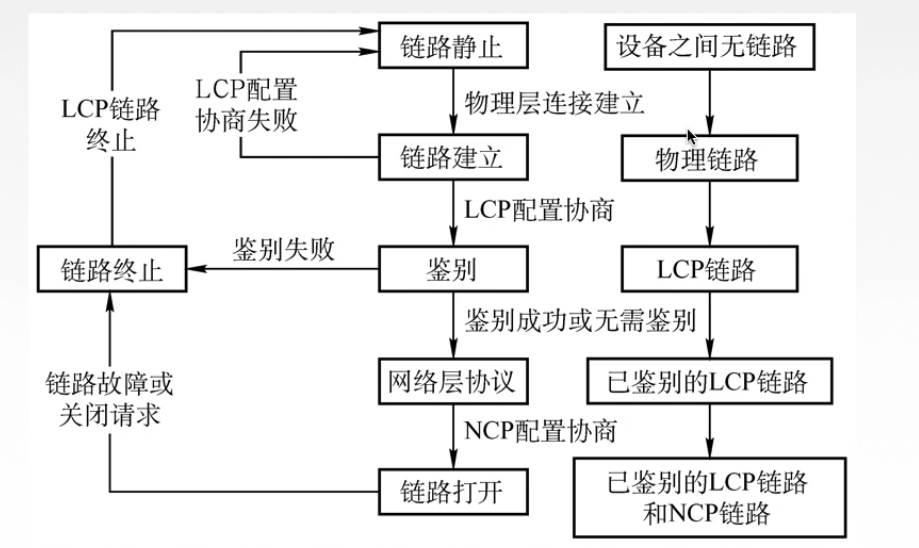 链路静止
设备之间无链路
LCP配置
协商失败
LCP链路
终止
物理层连接建立
链路建立
物理链路
LCP配置协商
鉴别失败
链路终止
鉴别
LCP链路
鉴别成功或无需鉴别
链路故障或
关闭请求
网络层协议
已鉴别的LCP链路
NCP配置协商
链路打开
已鉴别的LCP链路
和NCP链路